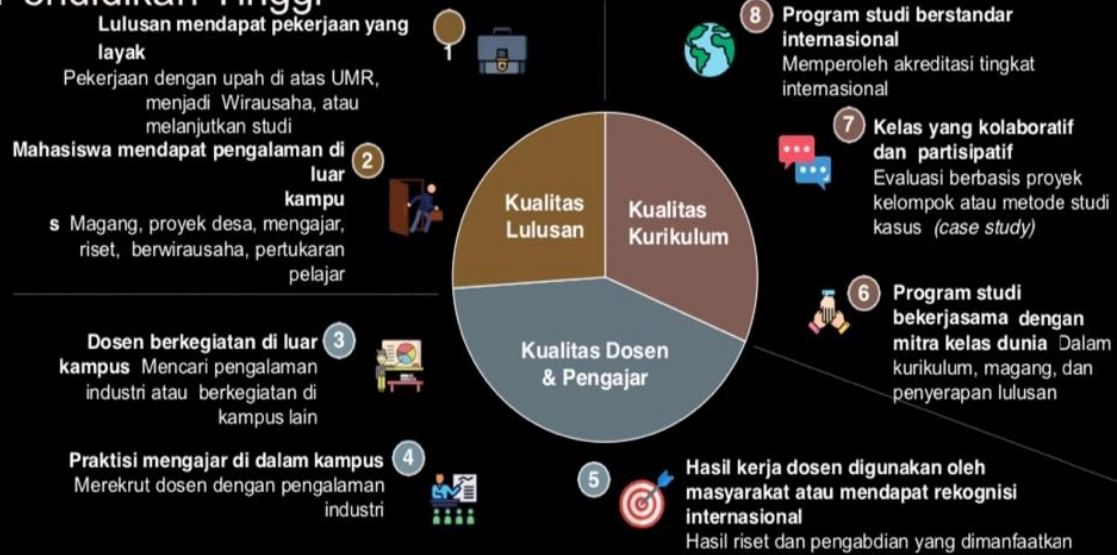 Pendidikan Tinggi
Lulusan mendapat pekerjaan yang
layak
Pekerjaan dengan upah di atas UMR,
menjadi Wirausaha, atau
melanjutkan studi
1
Mahasiswa mendapat pengalaman di
luar
kampu
s Magang, proyek desa, mengajar,
riset, berwirausaha, pertukaran
pelajar
2
Dosen berkegiatan di luar
kampus Mencari pengalaman
industri atau berkegiatan di
kampus lain
3
Praktisi mengajar di dalam kampus
Merekrut dosen dengan pengalaman
industri
4
Kualitas
Lulusan
Kualitas
Kurikulum
Kualitas Dosen
& Pengajar
8
Program studi berstandar
internasional
Memperoleh akreditasi tingkat
internasional
7
Kelas yang kolaboratif
dan partisipatif
Evaluasi berbasis proyek
kelompok atau metode studi
kasus (case study)
6
Program studi
bekerjasama dengan
mitra kelas dunia Dalam
kurikulum, magang, dan
penyerapan lulusan
5
Hasil kerja dosen digunakan oleh
masyarakat atau mendapat rekognisi
internasional
Hasil riset dan pengabdian yang dimanfaatkan